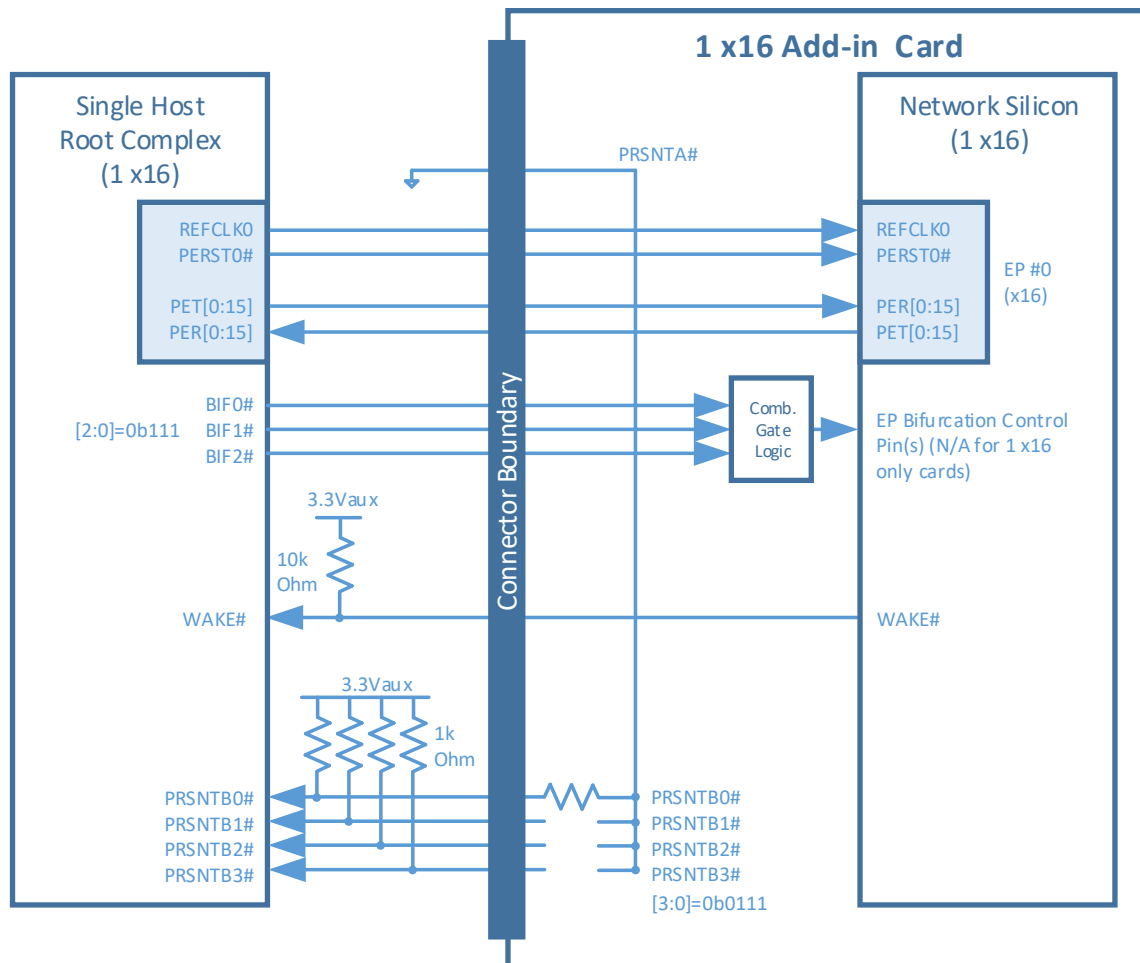 1 x16 Add-in Card
Single Host
Root Complex
(1 x16)
Network Silicon
(1 x16)
PRSNTA#
REFCLK0
PERST0#
PET[0:15]
PER[0:15]
REFCLK0
PERST0#
PER[0:15]
PET[0:15]
EP #0
(x16)
Connector Boundary
BIF0#
[2:0]=0b111 BIF1#
BIF2#
Comb.
Gate
Logic
EP Bifurcation Control
Pin(s) (N/A for 1 x16
only cards)
3.3Vaux
10k
Ohm
WAKE#
WAKE#
3.3Vaux
1k
Ohm
PRSNTB0#
PRSNTB1#
PRSNTB2#
PRSNTB3#
PRSNTB0#
PRSNTB1#
PRSNTB2#
PRSNTB3#
[3:0]=0b0111